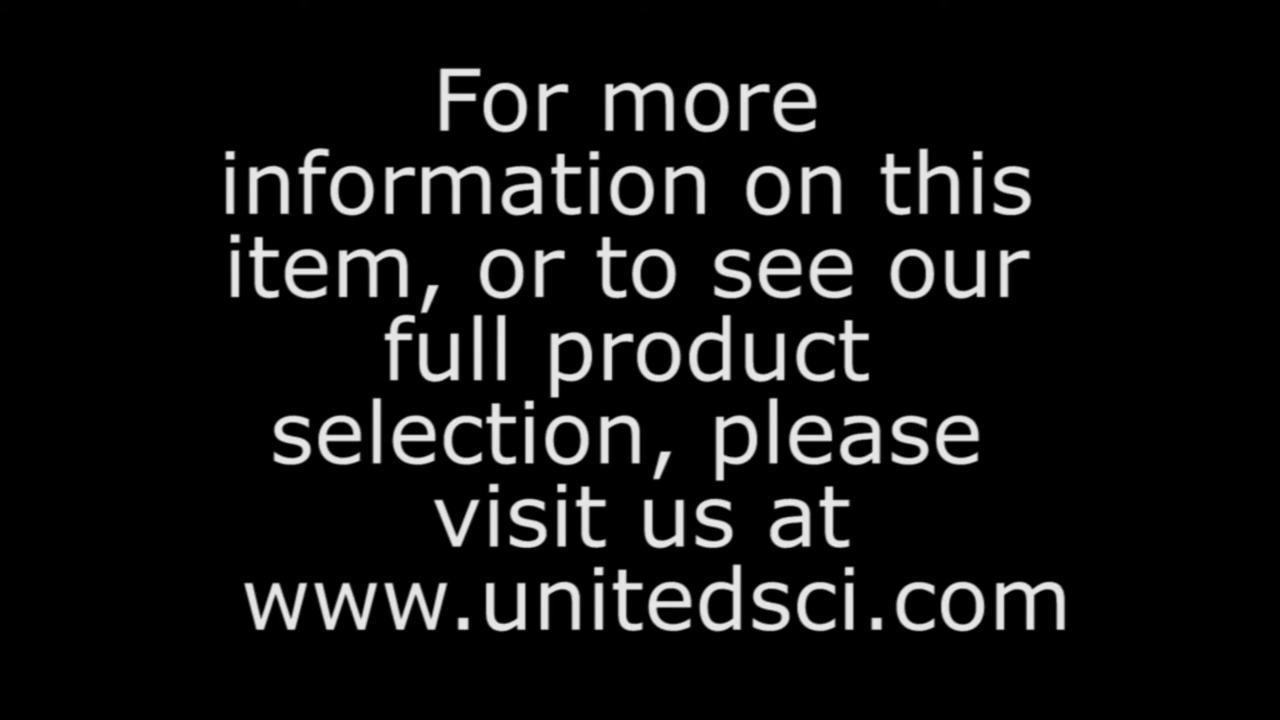 For more
information on this
item, or to see our
full product
selection, please
visit us at
www.unitedsci.com